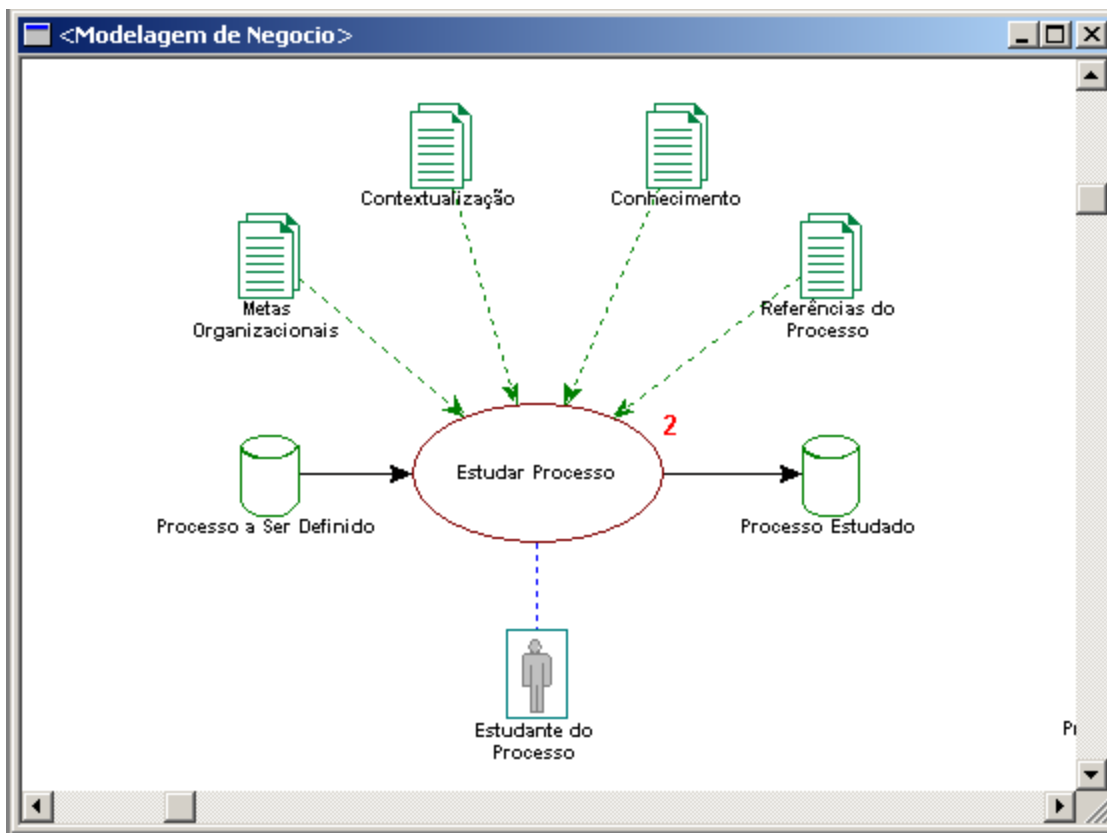 <Modelagem de Negocio>
Contextualização
Conhecimento
Metas
Organizacionais
Referências do
Processo
2
Estudar Processo
Processo a Ser Definido
Processo Estudado
Estudante do
Processo